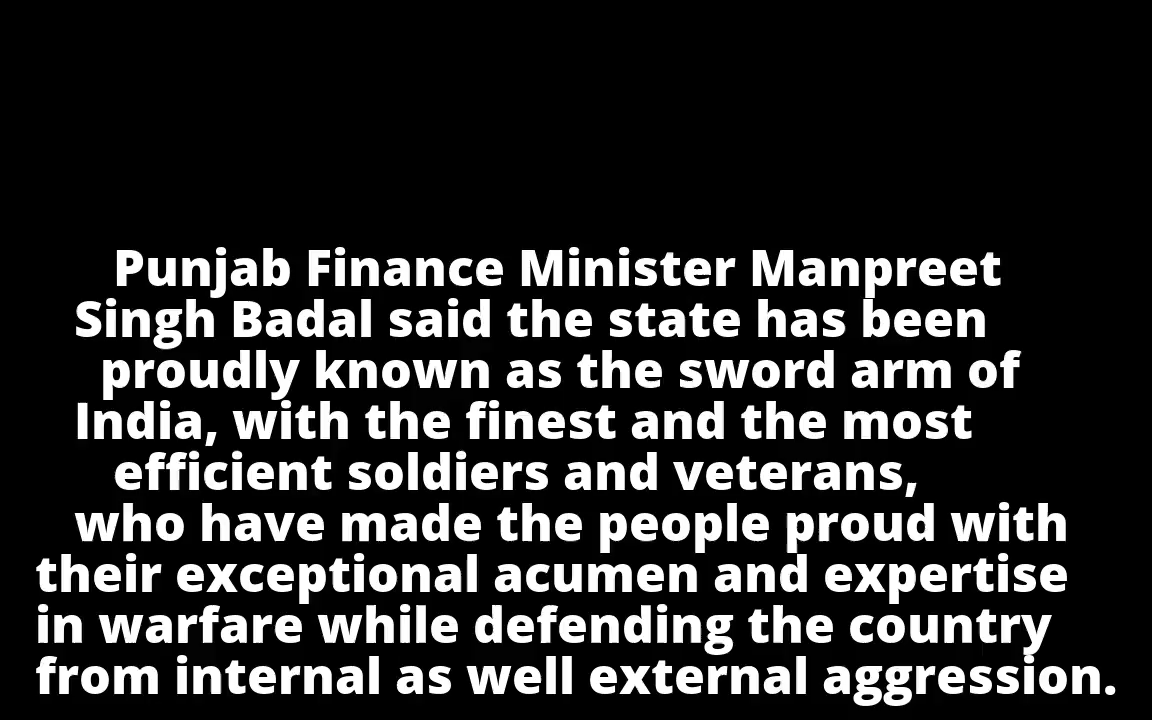 Punjab Finance Minister Manpreet
Singh Badal said the state has been
proudly known as the sword arm of
India, with the finest and the most
efficient soldiers and veterans,
who have made the people proud with
their exceptional acumen and expertise
in warfare while defending the country
from internal as well external aggression.